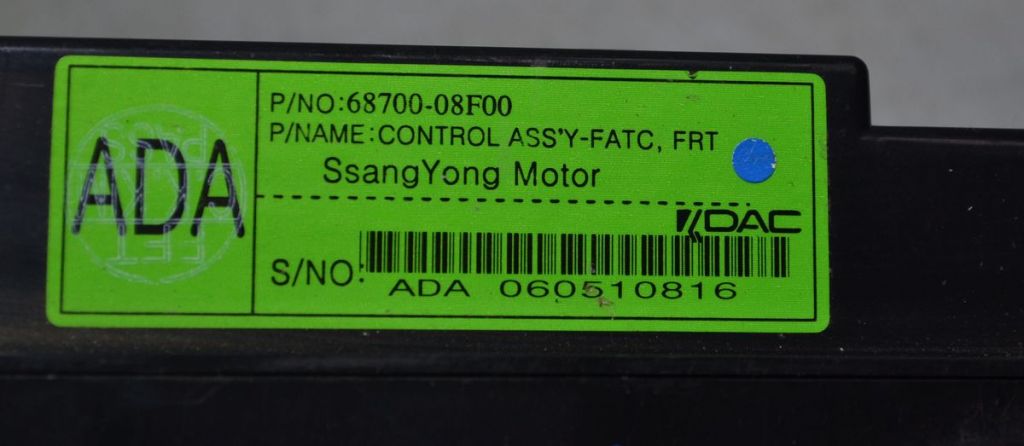 ADA
P/NO:68700-08F00
P/NAME:CONTROL ASS'Y-FATC, FRT
SsangYong Motor
DAC
S/NO:
ADA 060510816